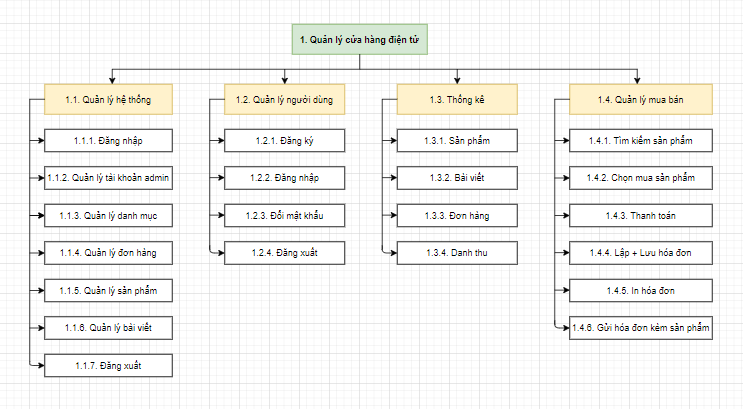 1. Quản lý cửa hàng điện tử
1.1. Quản lý hệ thống
1.1.1. Đăng nhập
1.1.2. Quản lý tài khoản admin
1.1.3. Quản lý danh mục
1.1.4. Quản lý đơn hàng
1.1.5. Quản lý sản phẩm
1.1.6. Quản lý bài viết
1.1.7. Đăng xuất
1.2. Quản lý người dùng
1.2.1. Đăng ký
1.2.2. Đăng nhập
1.2.3. Đổi mật khẩu
1.2.4. Đăng xuất
1.3. Thống kê
1.3.1. Sản phẩm
1.3.2. Bài viết
1.3.3. Đơn hàng
1.3.4. Danh thu
1.4. Quản lý mua bán
1.4.1. Tìm kiếm sản phẩm
1.4.2. Chọn mua sản phẩm
1.4.3. Thanh toán
1.4.4. Lập + Lưu hóa đơn
1.4.5. In hóa đơn
1.4.6. Gửi hóa đơn kèm sản phẩm